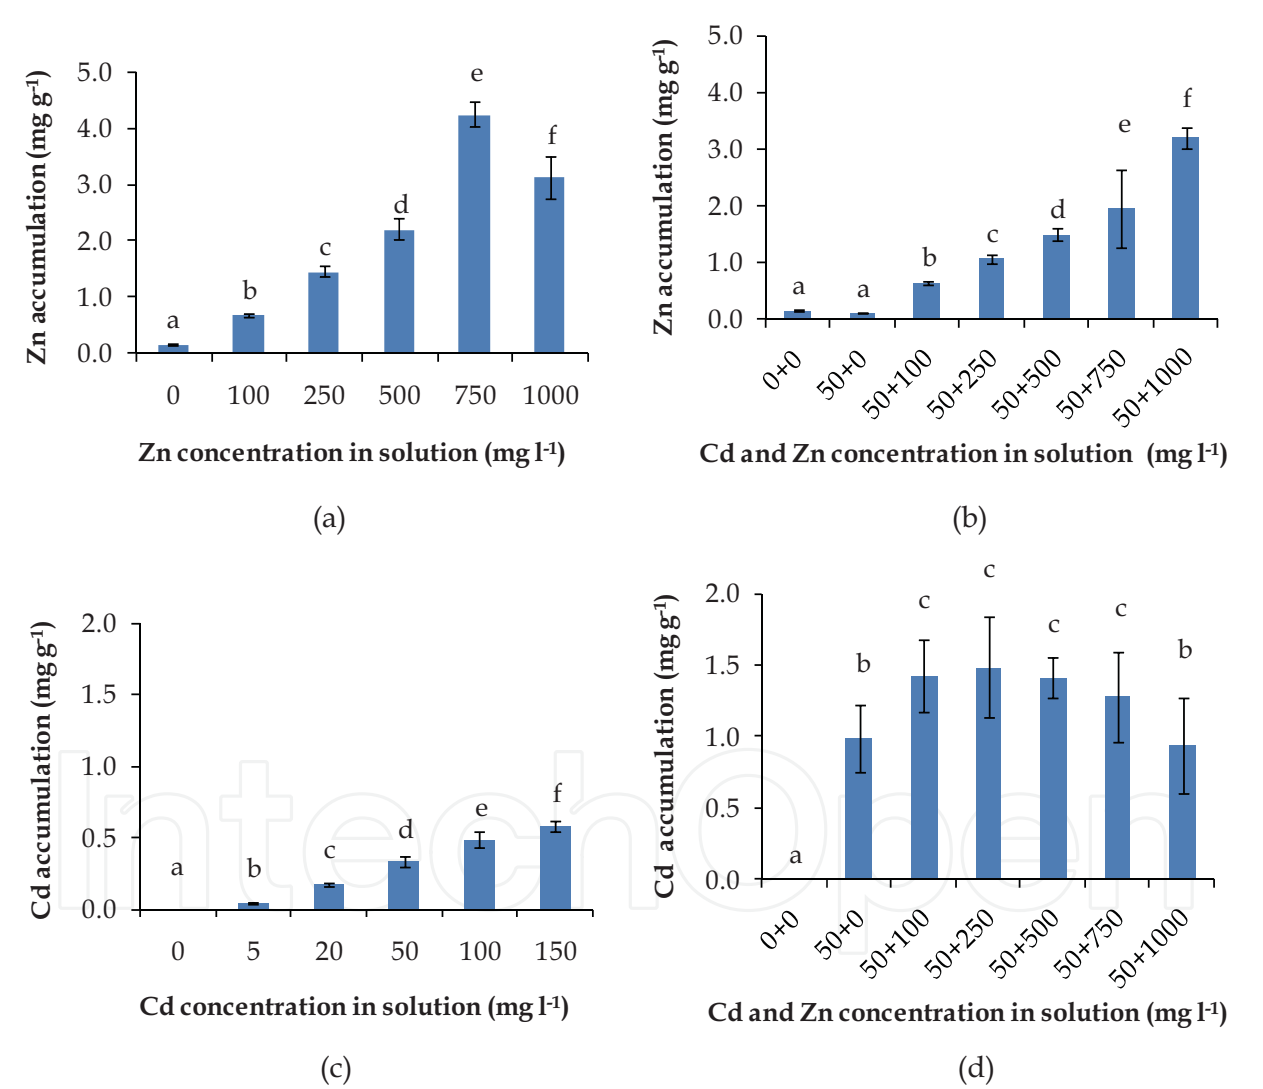 Zn accumulation (mg g-1)
5.0
4.0
3.0
2.0
1.0
0.0
a
b
c
d
e
f
0 100 250 500 750 1000
Zn concentration in solution (mg l-1)
(a)
Zn accumulation (mg g-1)
5.0
4.0
3.0
2.0
1.0
0.0
a
a
b
c
d
e
f
0+0 50+0 50+100 50+250 50+500 50+750 50+1000
Cd and Zn concentration in solution (mg l-1)
(b)
Cd accumulation (mg g-1)
2.0
1.5
1.0
0.5
0.0
a
b
c
d
e
f
0 5 20 50 100 150
Cd concentration in solution (mg l-1)
(c)
Cd accumulation (mg g-1)
2.0
1.5
1.0
0.5
0.0
a
b
c
c
c
c
b
0+0 50+0 50+100 50+250 50+500 50+750 50+1000
Cd and Zn concentration in solution (mg l-1)
(d)
IntechOpen